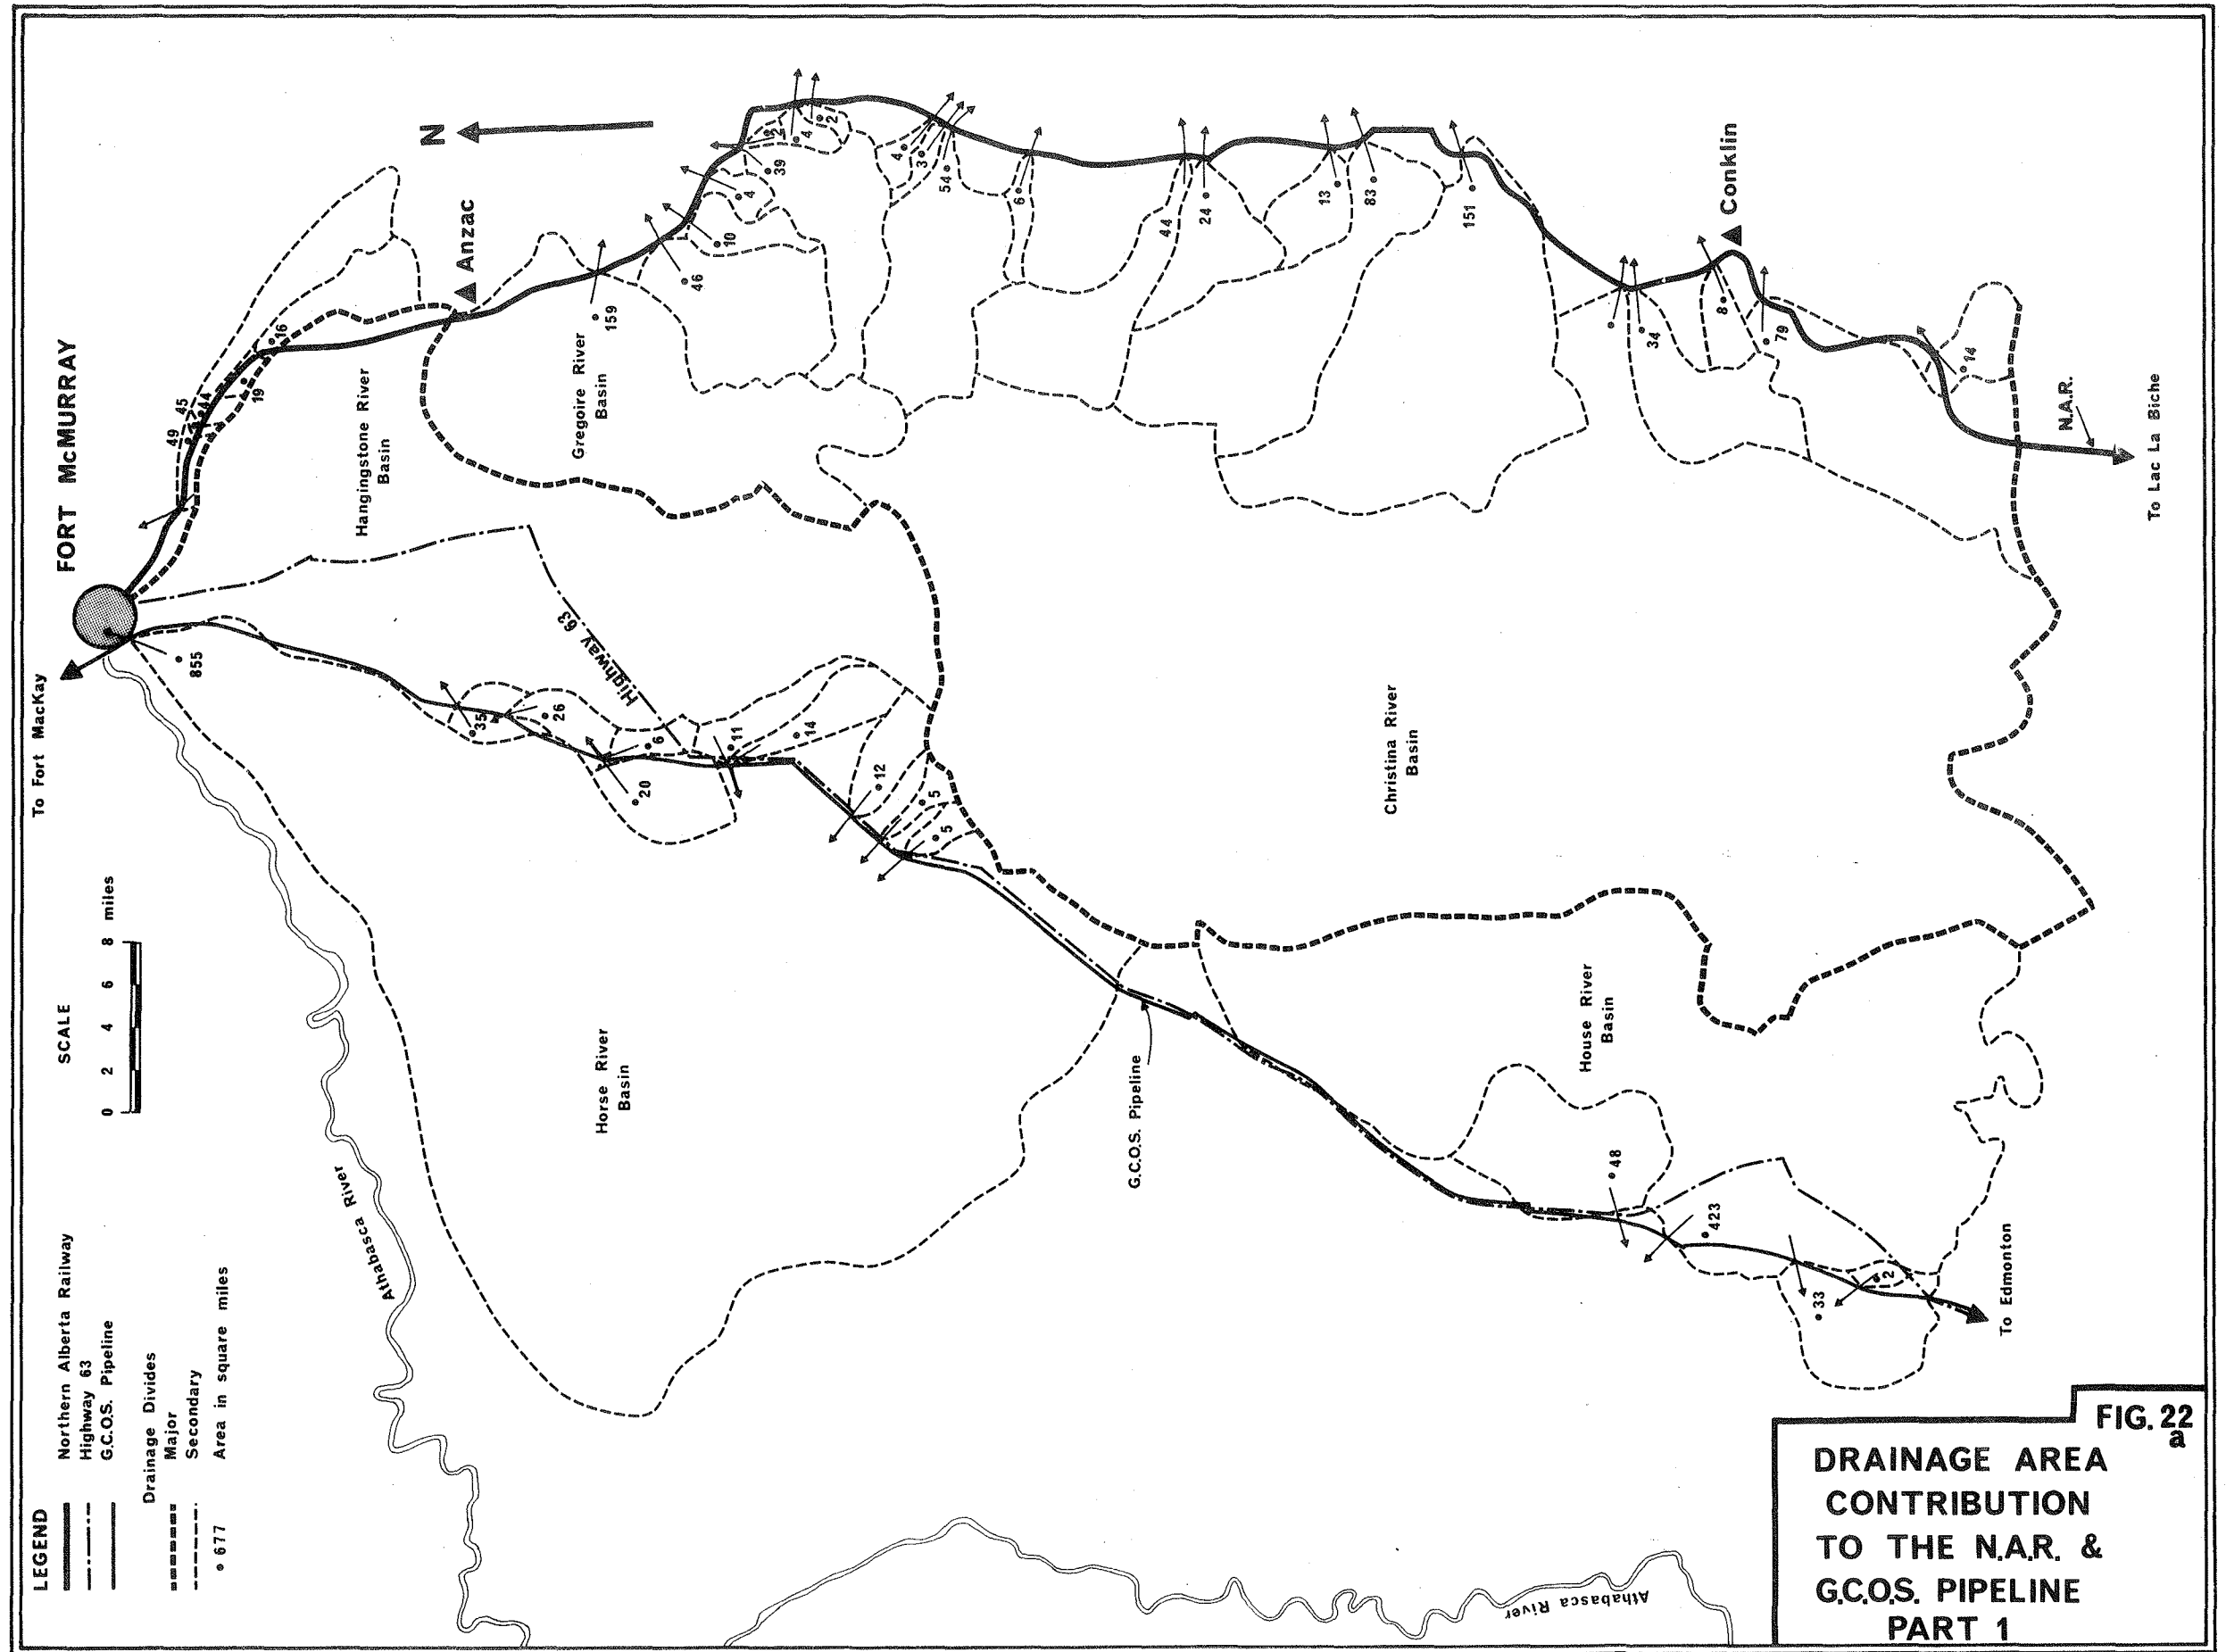 LEGEND
Northern Alberta Railway
Highway 63
G.C.O.S. Pipeline
Drainage Divides
Major
Secondary
677
Area in square miles
SCALE
0 2 4 6 8 miles
To Fort MacKay
FORT McMURRAY
N
Anzac
Conklin
Hangingstone River
Basin
Gregoire River
Basin
Christina River
Basin
Horse River
Basin
House River
Basin
Highway 63
G.C.O.S. Pipeline
Athabasca River
Athabasca River
N.A.R.
To Lac La Biche
To Edmonton
49
45
44
19
16
159
46
10
4
39
2
4
2
4
3
54
6
44
24
13
83
151
34
8
79
14
855
35
26
6
20
11
14
12
5
5
48
423
33
2
FIG. 22
a
DRAINAGE AREA
CONTRIBUTION
TO THE N.A.R. &
G.C.O.S. PIPELINE
PART 1